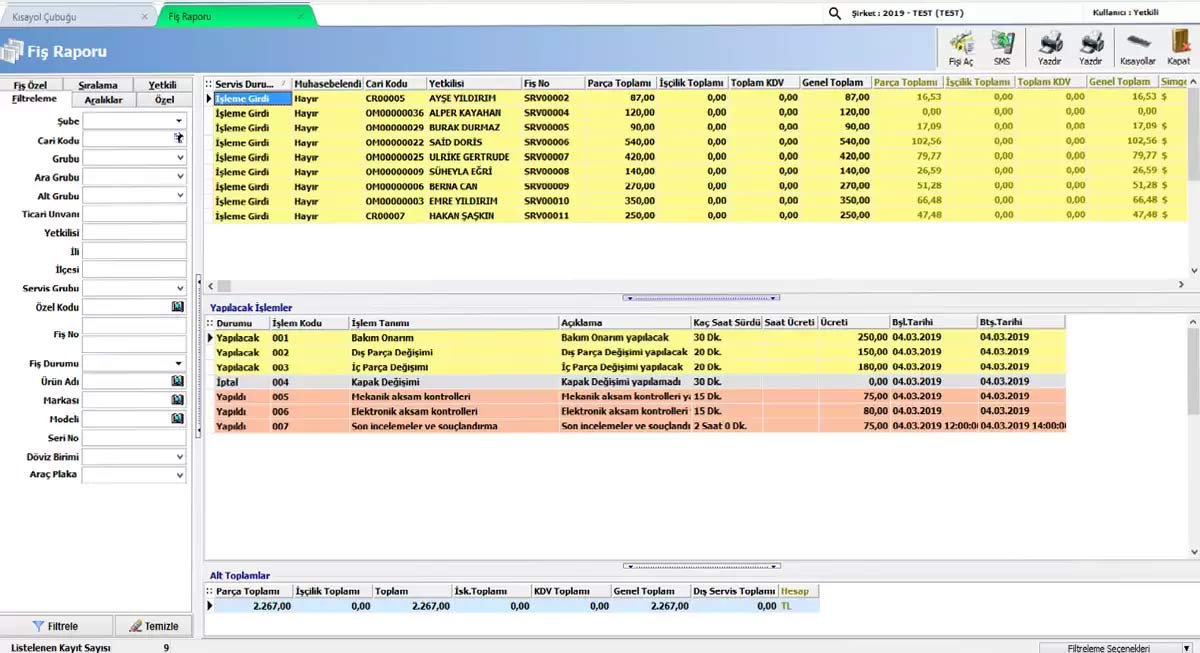 Kısayol Çubuğu
Fiş Raporu
Şirket : 2019 - TEST (TEST)
Kullanıcı : Yetkili
Fiş Raporu
Fişi Aç SMS Yazdır Yazdır Kısayollar Kapat
Fiş Özel Sıralama Yetkili
Filtreleme Aralıklar Özel
Şube
Cari Kodu
Grubu
Ara Grubu
Alt Grubu
Ticari Unvanı
Yetkilisi
İli
İlçesi
Servis Grubu
Özel Kodu
Fiş No
Fiş Durumu
Ürün Adı
Markası
Modeli
Seri No
Döviz Birimi
Araç Plaka
Filtrele Temizle
Servis Duru... Muhasebelendi Cari Kodu Yetkilisi Fiş No Parça Toplamı İşçilik Toplamı Toplam KDV Genel Toplam Parça Toplamı İşçilik Toplamı Toplam KDV Genel Toplam Simge
İşleme Girdi Hayır CR00005 AYŞE YILDIRIM SRV00002 87,00 0,00 0,00 87,00 16,53 0,00 0,00 16,53 $
İşleme Girdi Hayır OM00000036 ALPER KAYAHAN SRV00004 120,00 0,00 0,00 120,00 0,00 0,00 0,00 0,00
İşleme Girdi Hayır OM00000029 BURAK DURMAZ SRV00005 90,00 0,00 0,00 90,00 17,09 0,00 0,00 17,09 $
İşleme Girdi Hayır OM00000022 SAİD DORİS SRV00006 540,00 0,00 0,00 540,00 102,56 0,00 0,00 102,56 $
İşleme Girdi Hayır OM00000025 ULRİKE GERTRUDE SRV00007 420,00 0,00 0,00 420,00 79,77 0,00 0,00 79,77 $
İşleme Girdi Hayır OM00000009 SÜHEYLA EĞRİ SRV00008 140,00 0,00 0,00 140,00 26,59 0,00 0,00 26,59 $
İşleme Girdi Hayır OM00000006 BERNA CAN SRV00009 270,00 0,00 0,00 270,00 51,28 0,00 0,00 51,28 $
İşleme Girdi Hayır OM00000003 EMRE YILDIRIM SRV00010 350,00 0,00 0,00 350,00 66,48 0,00 0,00 66,48 $
İşleme Girdi Hayır CR00007 HAKAN ŞAŞKIN SRV00011 250,00 0,00 0,00 250,00 47,48 0,00 0,00 47,48 $
Yapılacak İşlemler
Durumu İşlem Kodu İşlem Tanımı Açıklama Kaç Saat Sürdü Saat Ücreti Ücreti Bşl.Tarihi Btş.Tarihi
Yapılacak 001 Bakım Onarım Bakım Onarım yapılacak 30 Dk. 250,00 04.03.2019 04.03.2019
Yapılacak 002 Dış Parça Değişimi Dış Parça Değişimi yapılacak 20 Dk. 150,00 04.03.2019 04.03.2019
Yapılacak 003 İç Parça Değişimı İç Parça Değişimı yapılacak 20 Dk. 180,00 04.03.2019 04.03.2019
İptal 004 Kapak Değişimi Kapak Değişimi yapılamadı 30 Dk. 0,00 04.03.2019 04.03.2019
Yapıldı 005 Mekanik aksam kontrolleri Mekanik aksam kontrolleri ya 15 Dk. 75,00 04.03.2019 04.03.2019
Yapıldı 006 Elektronik aksam kontrolleri Elektronik aksam kontrolleri 15 Dk. 80,00 04.03.2019 04.03.2019
Yapıldı 007 Son incelemeler ve souçlandırma Son incelemeler ve souçlandı 2 Saat 0 Dk. 75,00 04.03.2019 12:00:0 04.03.2019 14:00:0
Alt Toplamlar
Parça Toplamı İşçilik Toplamı Toplam İsk.Toplamı KDV Toplamı Genel Toplam Dış Servis Toplamı Hesap
2.267,00 0,00 2.267,00 0,00 0,00 2.267,00 0,00 TL
Listelenen Kayıt Sayısı 9
Filtreleme Seçenekleri